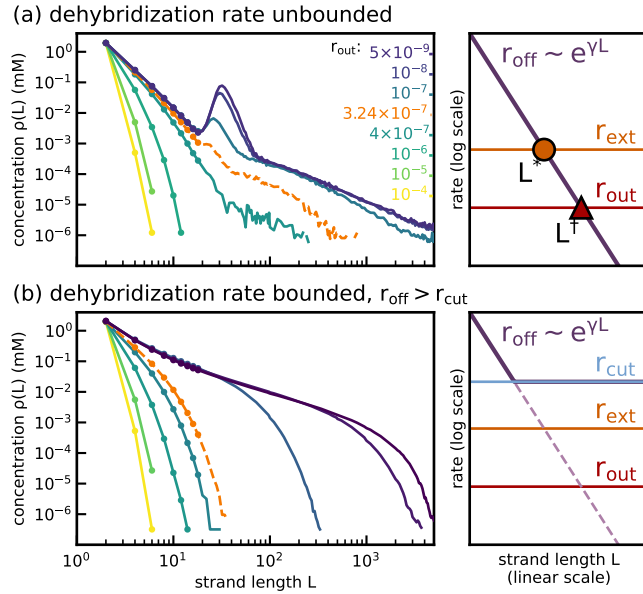 (a) dehybridization rate unbounded
concentration ρ(L) (mM)
10⁰
10⁻¹
10⁻²
10⁻³
10⁻⁴
10⁻⁵
10⁻⁶
r_out:
5×10⁻⁹
10⁻⁸
10⁻⁷
3.24×10⁻⁷
4×10⁻⁷
10⁻⁶
10⁻⁵
10⁻⁴
rate (log scale)
r_off ~ e^γL
r_ext
L*
r_out
L†
(b) dehybridization rate bounded, r_off > r_cut
concentration ρ(L) (mM)
10⁰
10⁻¹
10⁻²
10⁻³
10⁻⁴
10⁻⁵
10⁻⁶
10⁰
10¹
10²
10³
strand length L
rate (log scale)
r_off ~ e^γL
r_cut
r_ext
r_out
strand length L
(linear scale)